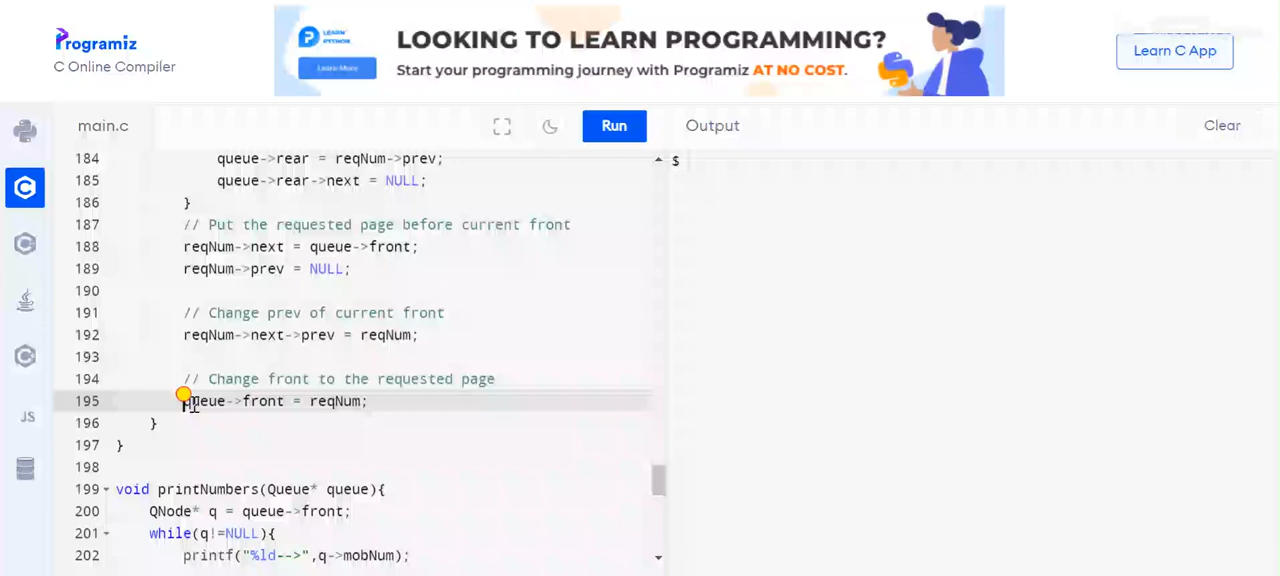 Programiz
C Online Compiler
LEARN PYTHON
Learn More
LOOKING TO LEARN PROGRAMMING?
Start your programming journey with Programiz AT NO COST.
Learn C App
main.c
Run
Output
Clear
184 queue->rear = reqNum->prev;
185 queue->rear->next = NULL;
186 }
187 // Put the requested page before current front
188 reqNum->next = queue->front;
189 reqNum->prev = NULL;
190
191 // Change prev of current front
192 reqNum->next->prev = reqNum;
193
194 // Change front to the requested page
195 queue->front = reqNum;
196 }
197 }
198
199 void printNumbers(Queue* queue){
200 QNode* q = queue->front;
201 while(q!=NULL){
202 printf("%ld-->",q->mobNum);
$
C
JS